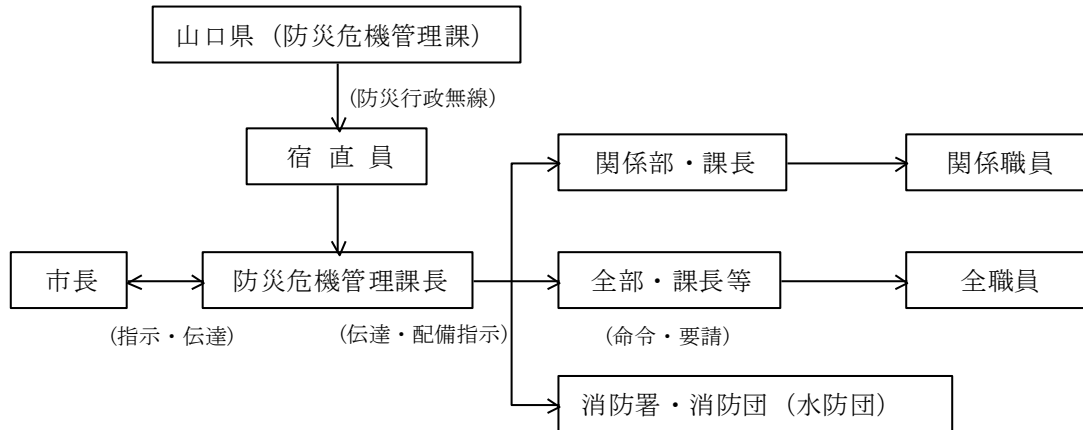 山口県（防災危機管理課）
(防災行政無線)
宿 直 員
関係部・課長
関係職員
市長
防災危機管理課長
全部・課長等
全職員
(指示・伝達)
(伝達・配備指示)
(命令・要請)
消防署・消防団（水防団）